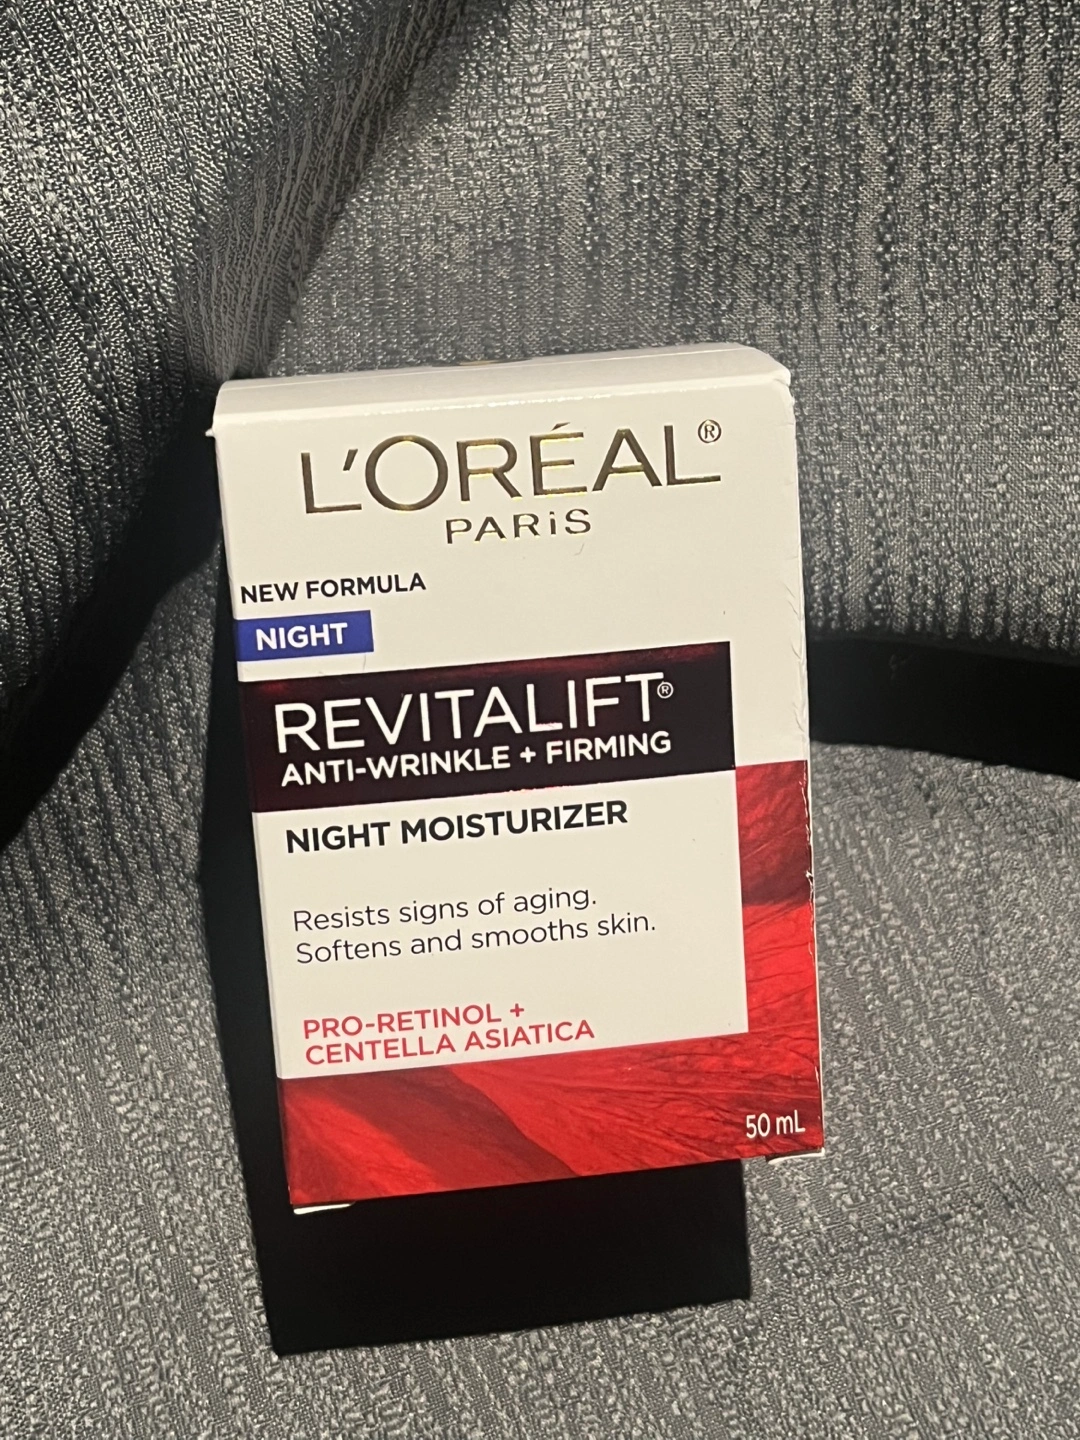 L'ORÉAL®
PARiS
NEW FORMULA
NIGHT
REVITALIFT®
ANTI-WRINKLE + FIRMING
NIGHT MOISTURIZER
Resists signs of aging.
Softens and smooths skin.
PRO-RETINOL +
CENTELLA ASIATICA
50 mL